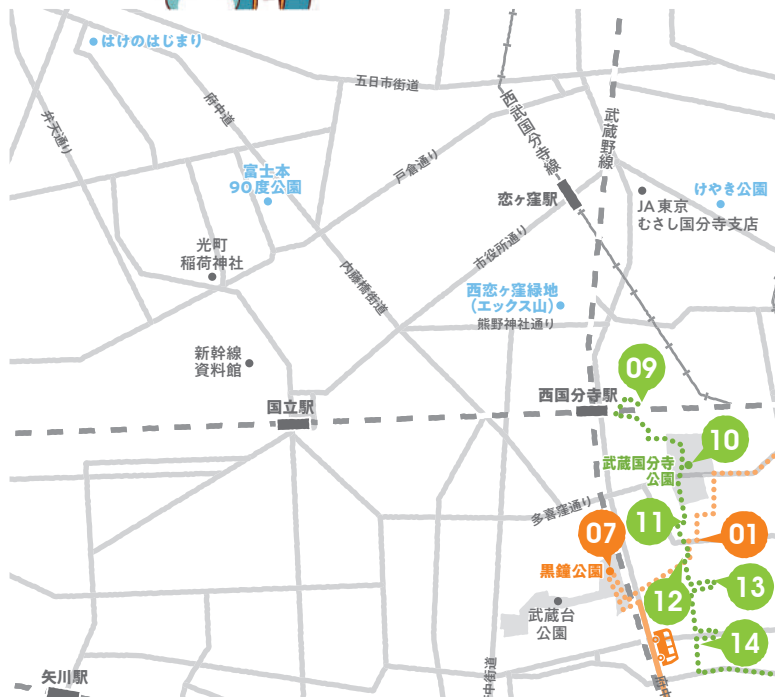 はけのはじまり
五日市街道
弁天通り
府中道
西武国分寺線
武蔵野線
富士本
90度公園
戸倉通り
恋ヶ窪駅
けやき公園
JA東京
むさし国分寺支店
光町
稲荷神社
内藤橋街道
市役所通り
西恋ヶ窪緑地
(エックス山)
熊野神社通り
新幹線
資料館
国立駅
西国分寺駅
09
10
武蔵国分寺
公園
多喜窪通り
11
01
07
黒鐘公園
12
13
武蔵台
公園
14
矢川駅